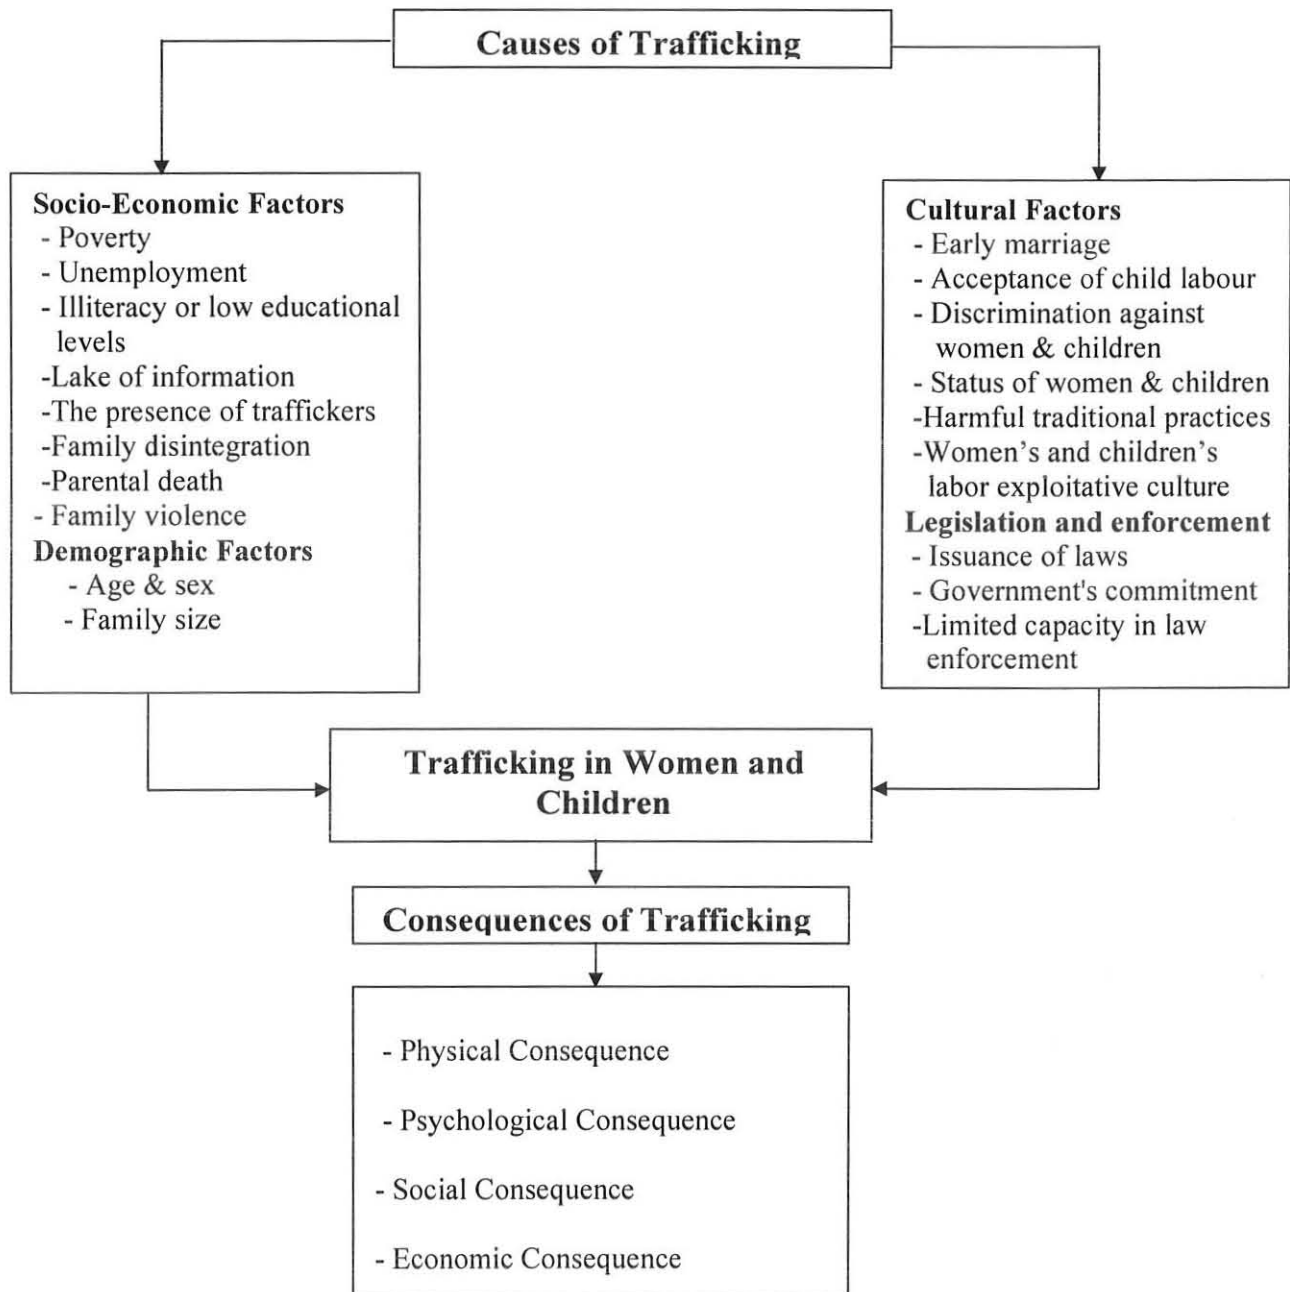 Causes of Trafficking
Socio-Economic Factors
- Poverty
- Unemployment
- Illiteracy or low educational
levels
-Lake of information
-The presence of traffickers
-Family disintegration
-Parental death
- Family violence
Demographic Factors
- Age & sex
- Family size
Cultural Factors
- Early marriage
- Acceptance of child labour
- Discrimination against
women & children
- Status of women & children
-Harmful traditional practices
-Women's and children's
labor exploitative culture
Legislation and enforcement
- Issuance of laws
- Government's commitment
-Limited capacity in law
enforcement
Trafficking in Women and
Children
Consequences of Trafficking
- Physical Consequence
- Psychological Consequence
- Social Consequence
- Economic Consequence